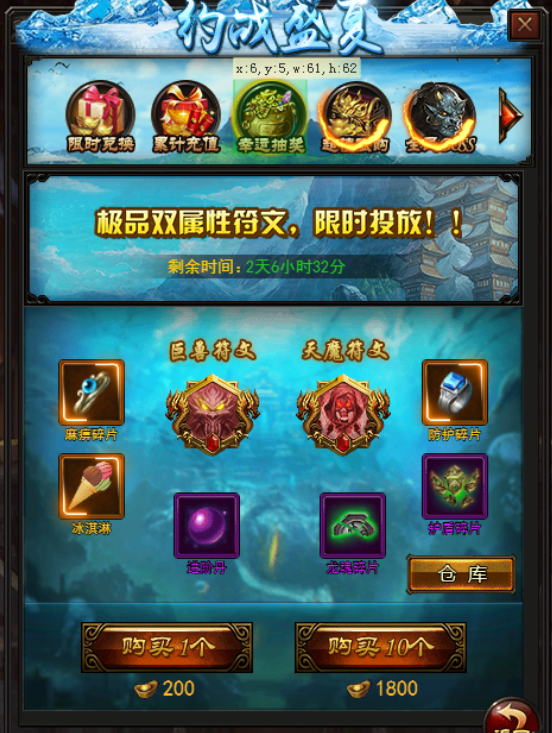 约战盛夏
x:6,y:5,w:61,h:62
限时兑换
累计充值
幸运抽奖
极品双属性符文，限时投放！！
剩余时间：2天6小时32分
巨兽符文
天魔符文
麻痹碎片
防护碎片
冰淇淋
护盾碎片
进阶丹
龙魂碎片
仓库
购买1个
购买10个
200
1800